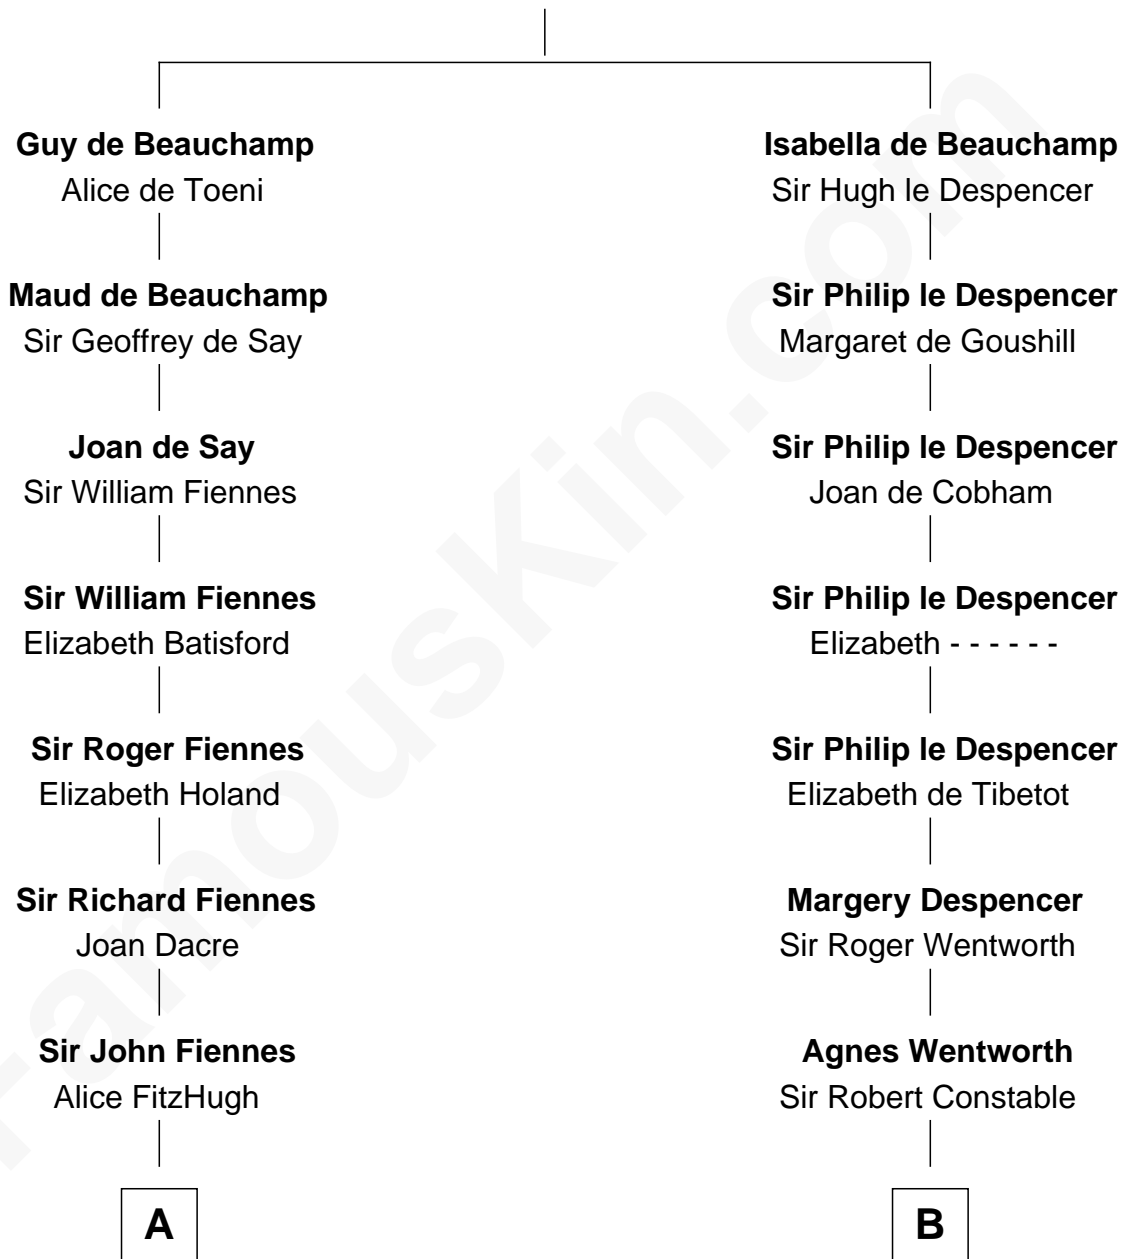 Guy de Beauchamp
Alice de Toeni
Maud de Beauchamp
Sir Geoffrey de Say
Joan de Say
Sir William Fiennes
Sir William Fiennes
Elizabeth Batisford
Sir Roger Fiennes
Elizabeth Holand
Sir Richard Fiennes
Joan Dacre
Sir John Fiennes
Alice FitzHugh
A
Isabella de Beauchamp
Sir Hugh le Despencer
Sir Philip le Despencer
Margaret de Goushill
Sir Philip le Despencer
Joan de Cobham
Sir Philip le Despencer
Elizabeth - - - - - -
Sir Philip le Despencer
Elizabeth de Tibetot
Margery Despencer
Sir Roger Wentworth
Agnes Wentworth
Sir Robert Constable
B
FamousKin.com